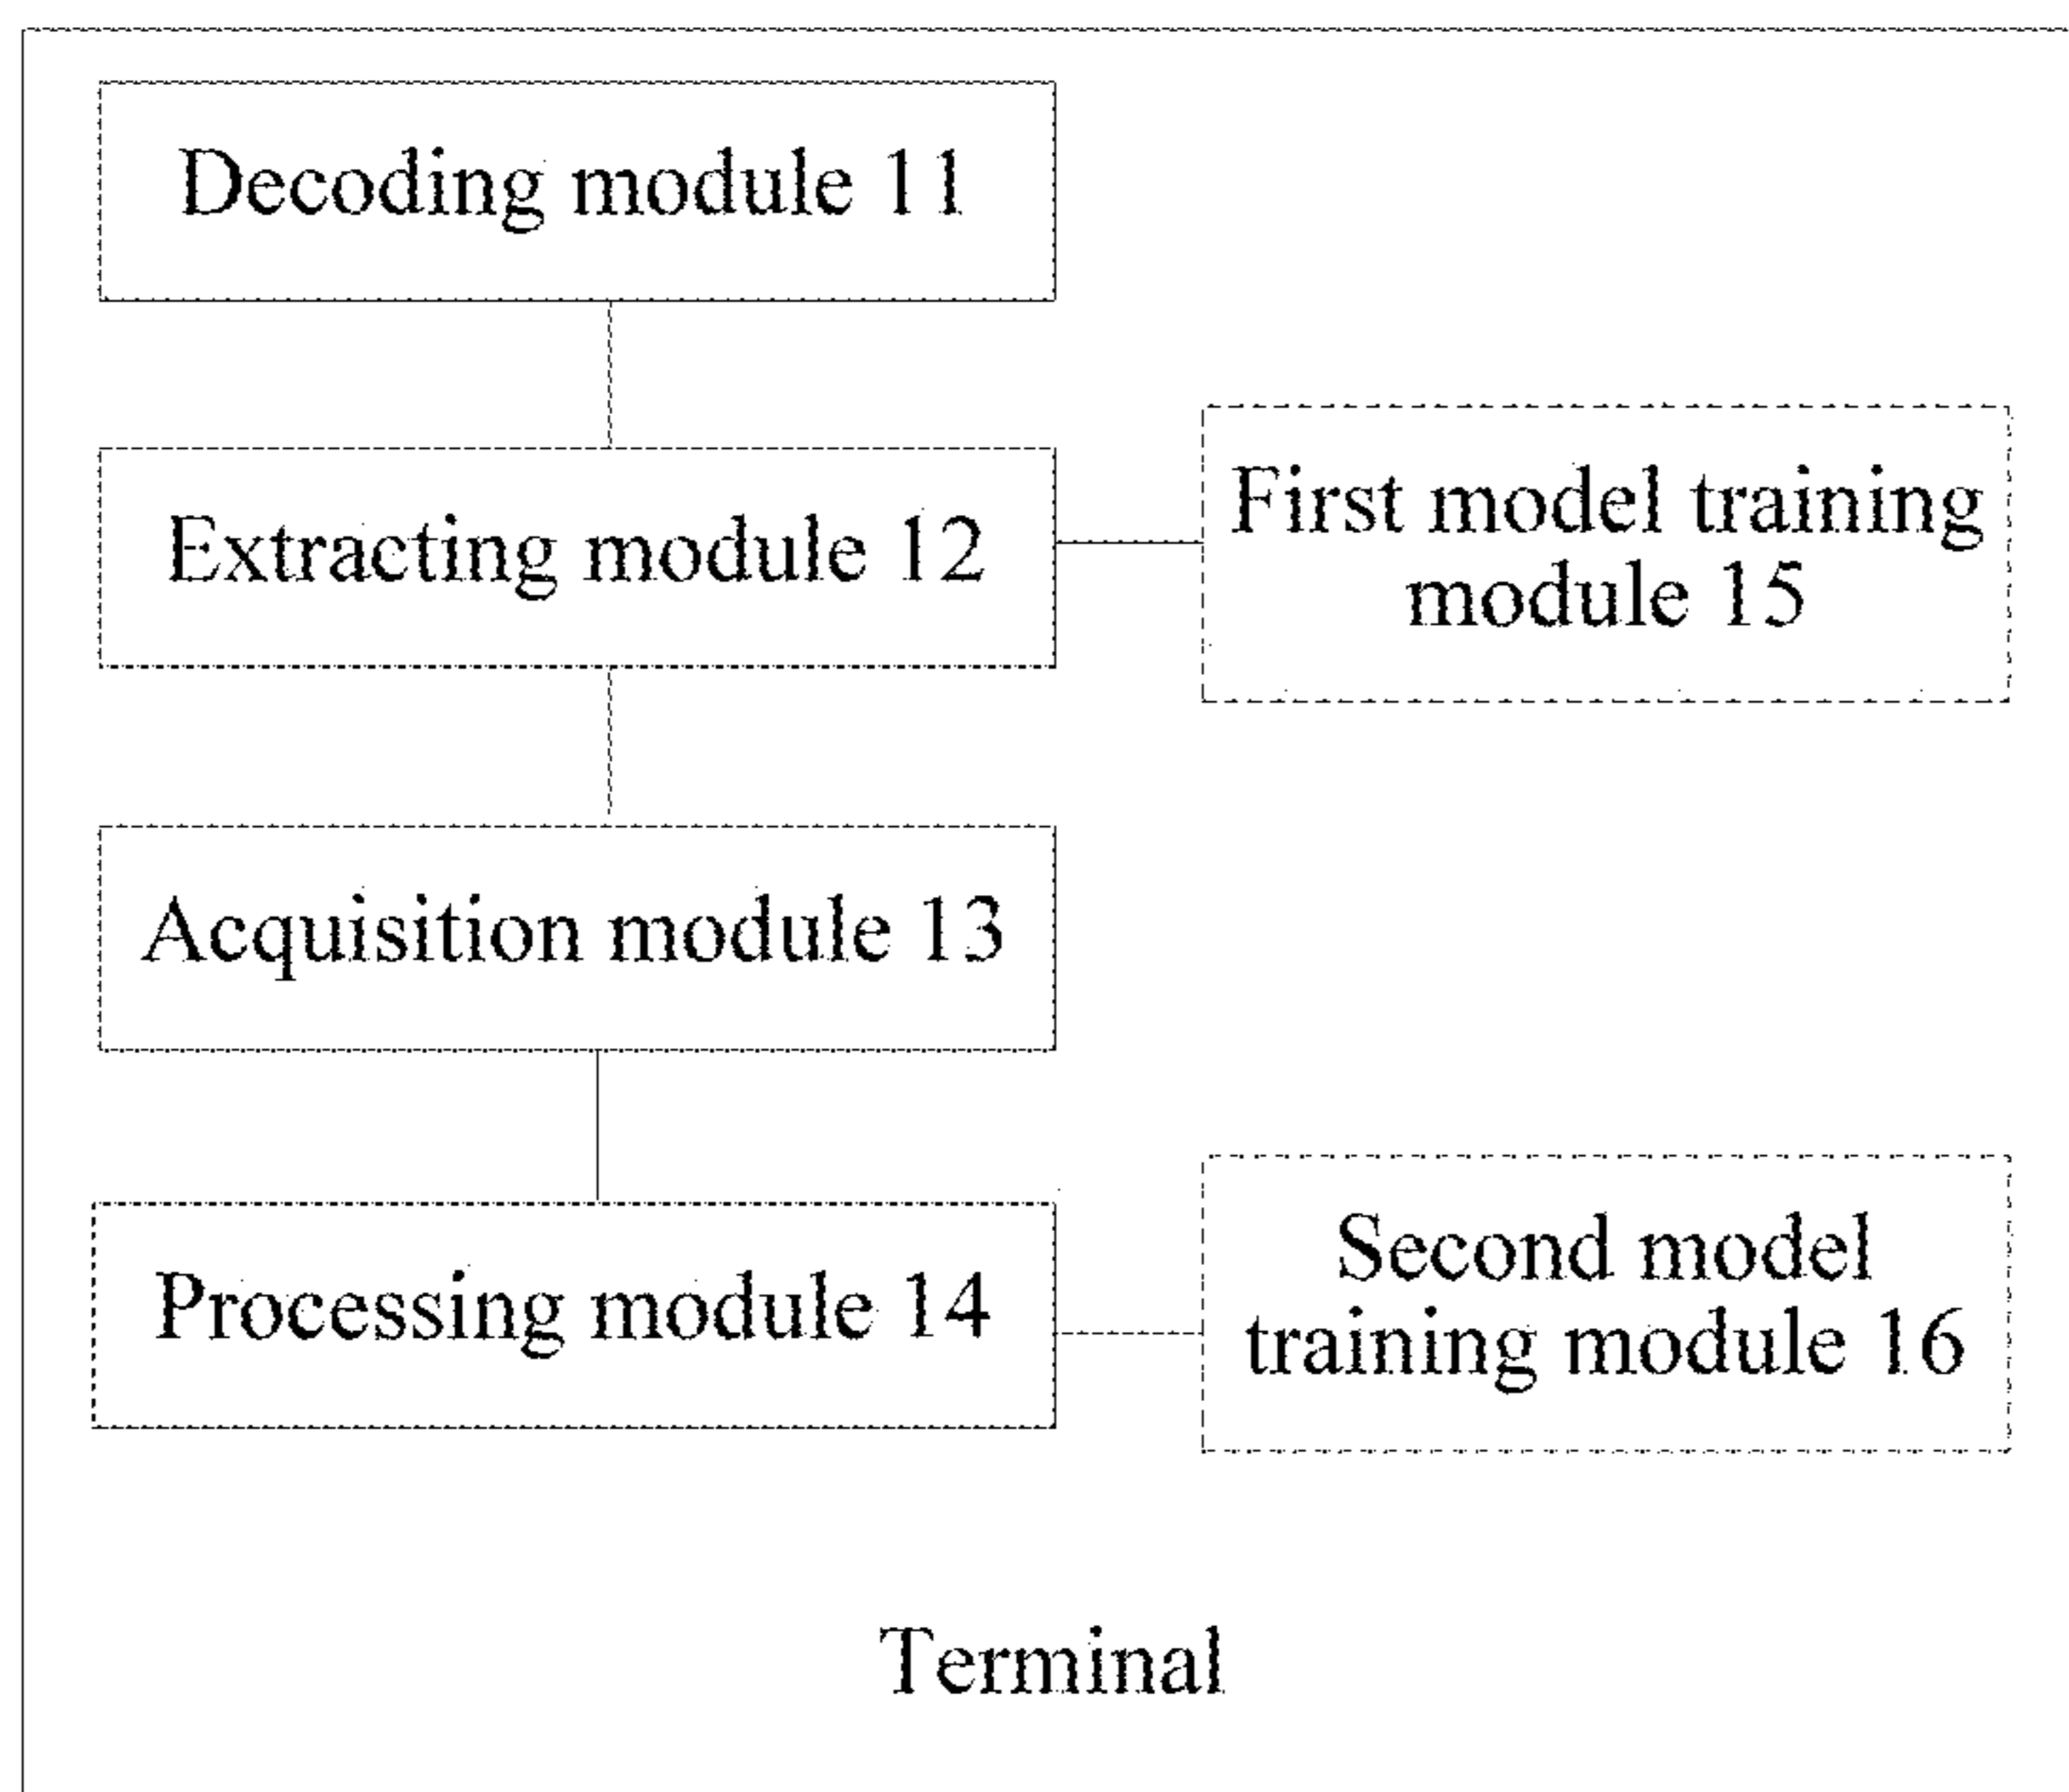 Decoding module 11
Extracting module 12
First model training
module 15
Acquisition module 13
Processing module 14
Second model
training module 16
Terminal